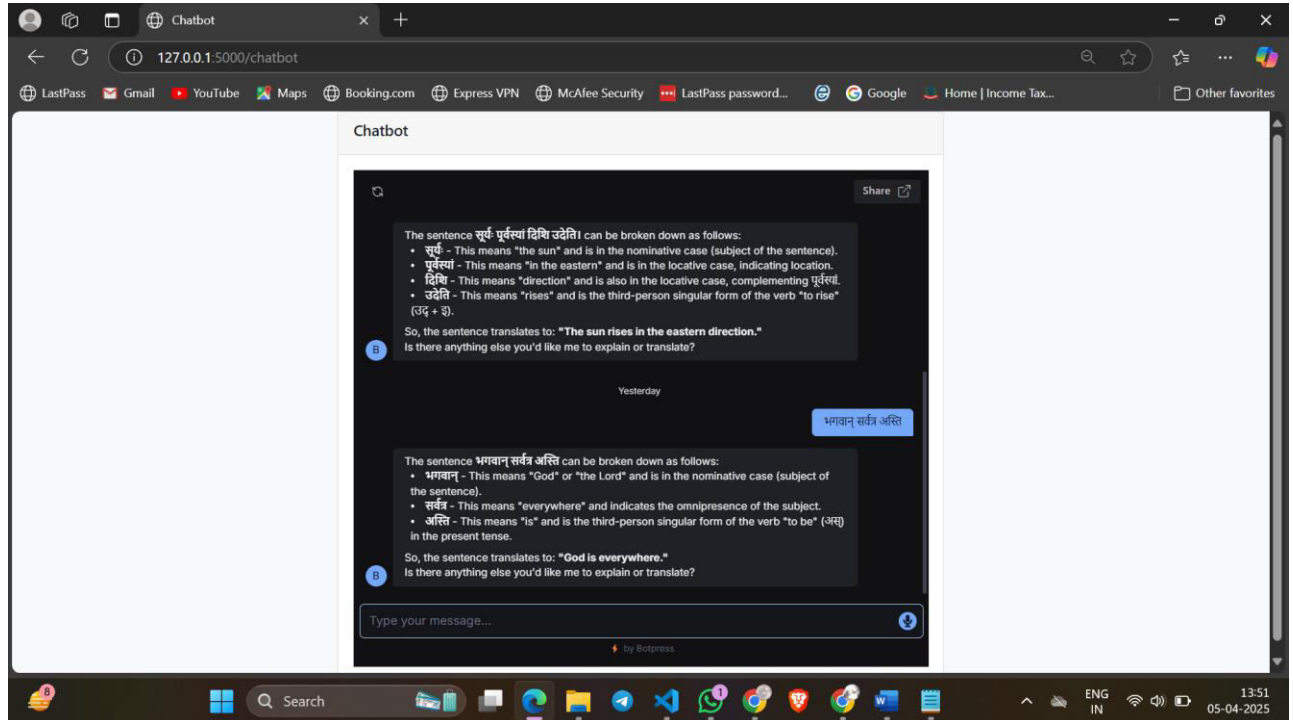 Chatbot
127.0.0.1:5000/chatbot
LastPass Gmail YouTube Maps Booking.com Express VPN McAfee Security LastPass password... Google Home | Income Tax... Other favorites
Chatbot
Share
The sentence सूर्यः पूर्वस्यां दिशि उदेति। can be broken down as follows:
• सूर्यः - This means "the sun" and is in the nominative case (subject of the sentence).
• पूर्वस्यां - This means "in the eastern" and is in the locative case, indicating location.
• दिशि - This means "direction" and is also in the locative case, complementing पूर्वस्यां.
• उदेति - This means "rises" and is the third-person singular form of the verb "to rise"
(उद् + इ).
So, the sentence translates to: "The sun rises in the eastern direction."
Is there anything else you'd like me to explain or translate?
B
Yesterday
भगवान् सर्वत्र अस्ति
The sentence भगवान् सर्वत्र अस्ति can be broken down as follows:
• भगवान् - This means "God" or "the Lord" and is in the nominative case (subject of
the sentence).
• सर्वत्र - This means "everywhere" and indicates the omnipresence of the subject.
• अस्ति - This means "is" and is the third-person singular form of the verb "to be" (अस्)
in the present tense.
So, the sentence translates to: "God is everywhere."
Is there anything else you'd like me to explain or translate?
B
Type your message...
by Botpress
8
Search
1
ENG
IN
13:51
05-04-2025